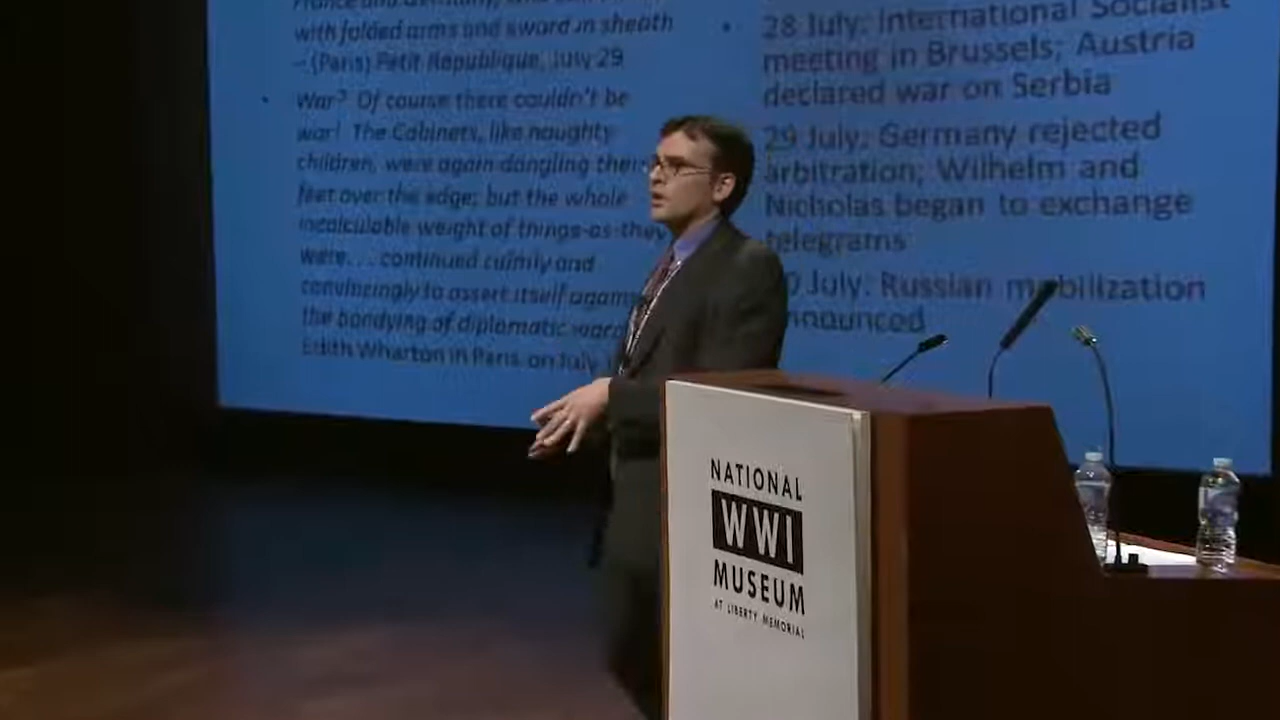 France and Germany,
with folded arms and sword in sheath
– (Paris) Petit Republique, July 29
• War? Of course there couldn't be
war! The Cabinets, like naughty
children, were again dangling their
feet over the edge; but the whole
incalculable weight of things-as-they
were. . . continued calmly and
convincingly to assert itself agains
the bandying of diplomatic word
Edith Wharton in Paris, on July
• 28 July: International Socialist
meeting in Brussels; Austria
declared war on Serbia
29 July: Germany rejected
arbitration; Wilhelm and
Nicholas began to exchange
telegrams
0 July: Russian mobilization
nnounced
NATIONAL
WWI
MUSEUM
AT LIBERTY MEMORIAL